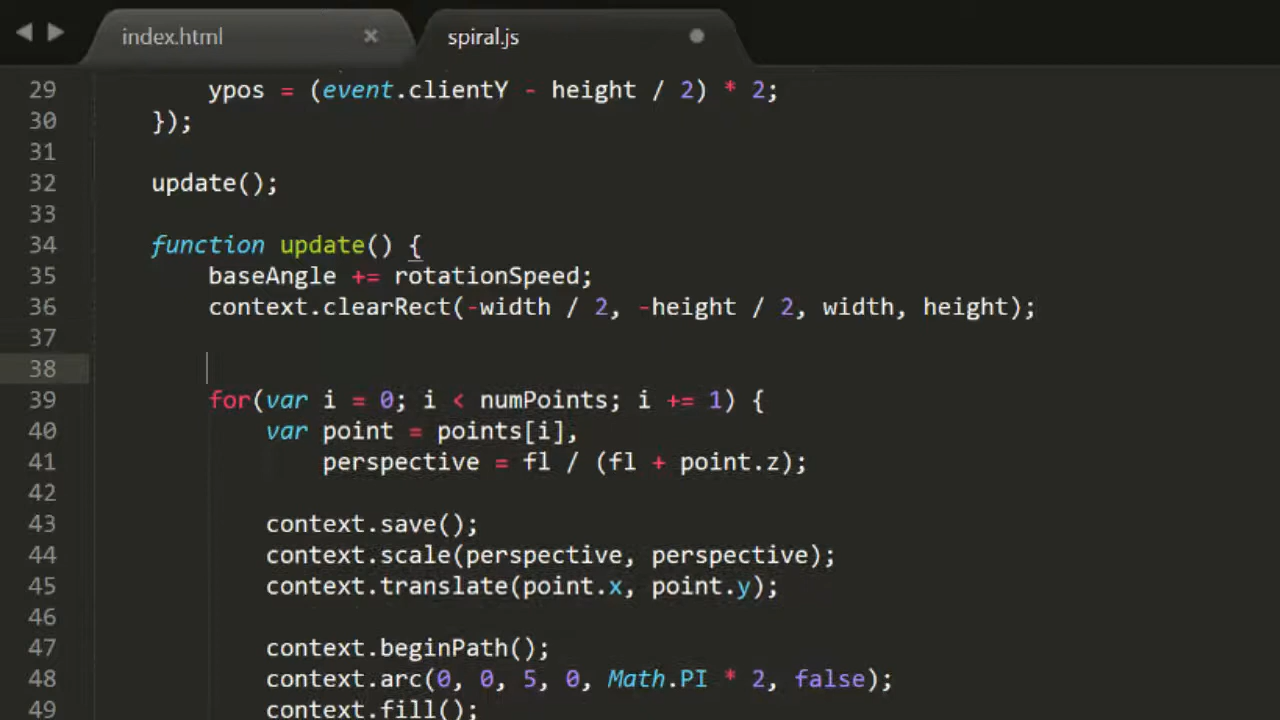 index.html
spiral.js
29 ypos = (event.clientY - height / 2) * 2;
30 });
31
32 update();
33
34 function update() {
35 baseAngle += rotationSpeed;
36 context.clearRect(-width / 2, -height / 2, width, height);
37
38
39 for(var i = 0; i < numPoints; i += 1) {
40 var point = points[i],
41 perspective = fl / (fl + point.z);
42
43 context.save();
44 context.scale(perspective, perspective);
45 context.translate(point.x, point.y);
46
47 context.beginPath();
48 context.arc(0, 0, 5, 0, Math.PI * 2, false);
49 context.fill();